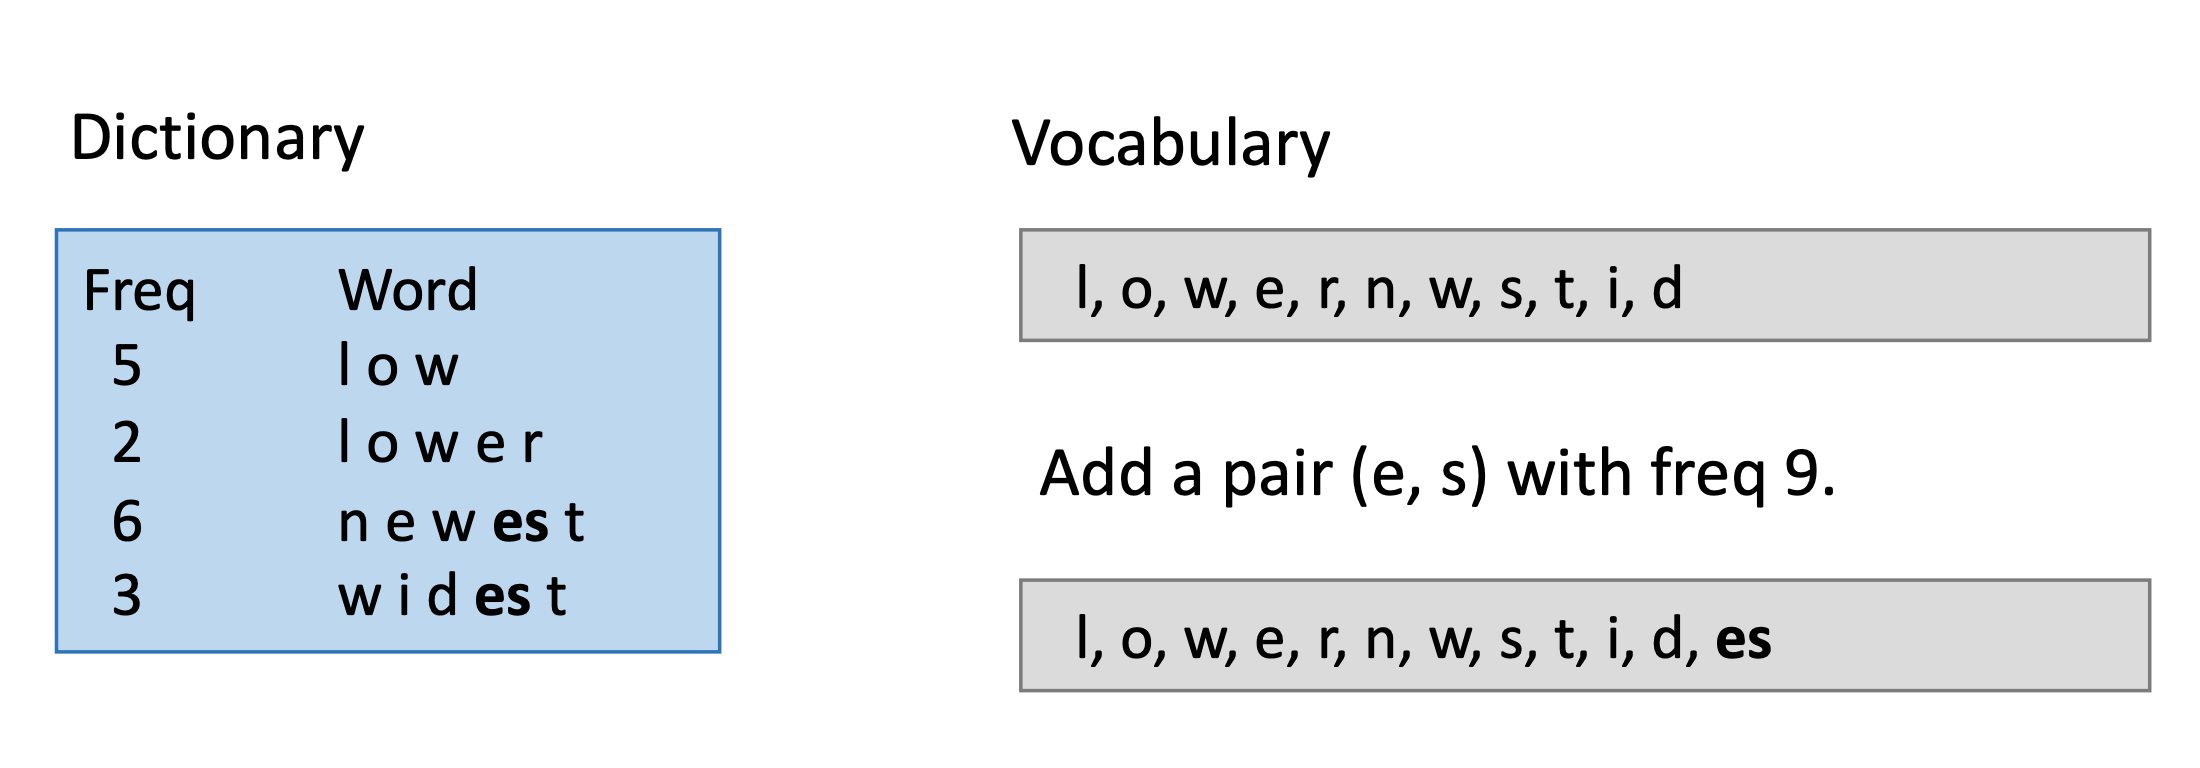 Dictionary
Freq Word
5 l o w
2 l o w e r
6 n e w es t
3 w i d es t
Vocabulary
l, o, w, e, r, n, w, s, t, i, d
Add a pair (e, s) with freq 9.
l, o, w, e, r, n, w, s, t, i, d, es